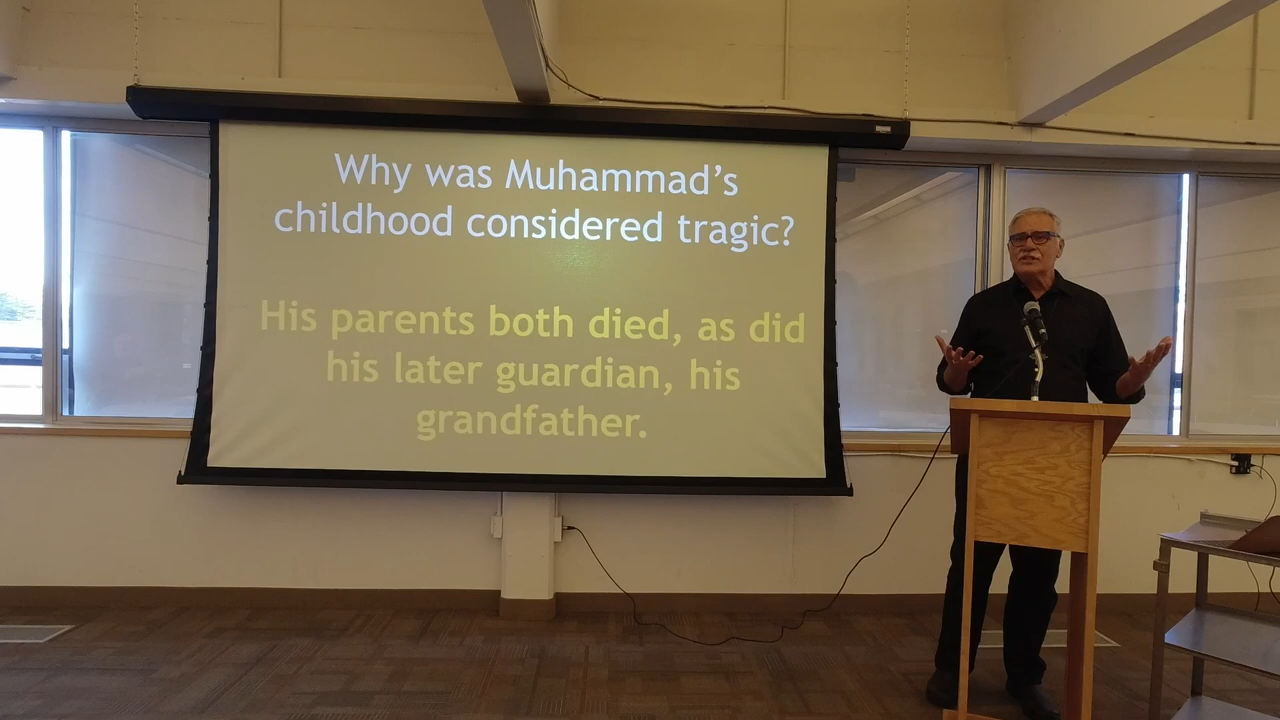 Why was Muhammad’s
childhood considered tragic?
His parents both died, as did
his later guardian, his
grandfather.